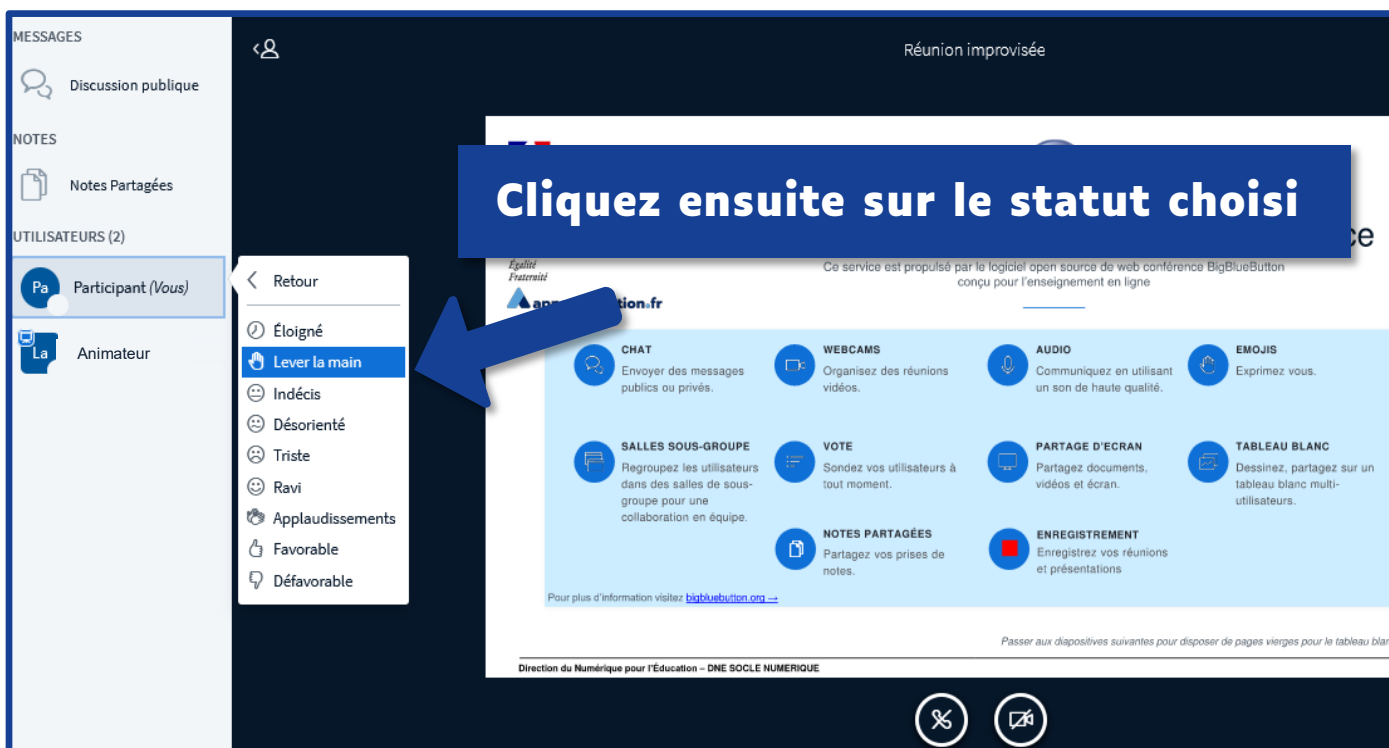 MESSAGES
Discussion publique
NOTES
Notes Partagées
UTILISATEURS (2)
Pa
Participant (Vous)
La
Animateur
Retour
Éloigné
Lever la main
Indécis
Désorienté
Triste
Ravi
Applaudissements
Favorable
Défavorable
Réunion improvisée
Cliquez ensuite sur le statut choisi
Égalité
Fraternité
Ce service est propulsé par le logiciel open source de web conférence BigBlueButton
conçu pour l'enseignement en ligne
CHAT
Envoyer des messages
publics ou privés.
WEBCAMS
Organisez des réunions
vidéos.
AUDIO
Communiquez en utilisant
un son de haute qualité.
EMOJIS
Exprimez vous.
SALLES SOUS-GROUPE
Regroupez les utilisateurs
dans des salles de sous-
groupe pour une
collaboration en équipe.
VOTE
Sondez vos utilisateurs à
tout moment.
PARTAGE D'ECRAN
Partagez documents,
vidéos et écran.
TABLEAU BLANC
Dessinez, partagez sur un
tableau blanc multi-
utilisateurs.
NOTES PARTAGÉES
Partagez vos prises de
notes.
ENREGISTREMENT
Enregistrez vos réunions
et présentations
Pour plus d'information visitez bigbluebutton.org →
Passer aux diapositives suivantes pour disposer de pages vierges pour le tableau blan
Direction du Numérique pour l'Éducation – DNE SOCLE NUMERIQUE